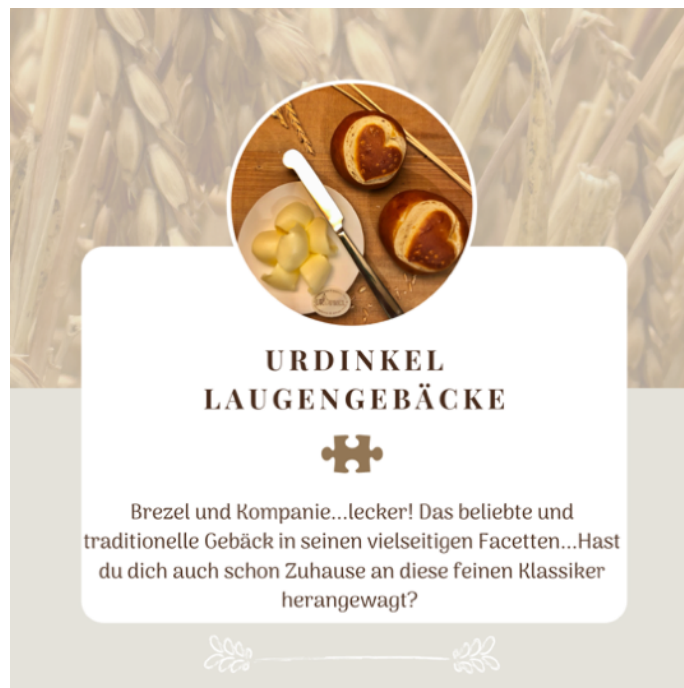 URDINKEL
LAUGENGEBÄCKE
Brezel und Kompanie...lecker! Das beliebte und
traditionelle Gebäck in seinen vielseitigen Facetten...Hast
du dich auch schon Zuhause an diese feinen Klassiker
herangewagt?